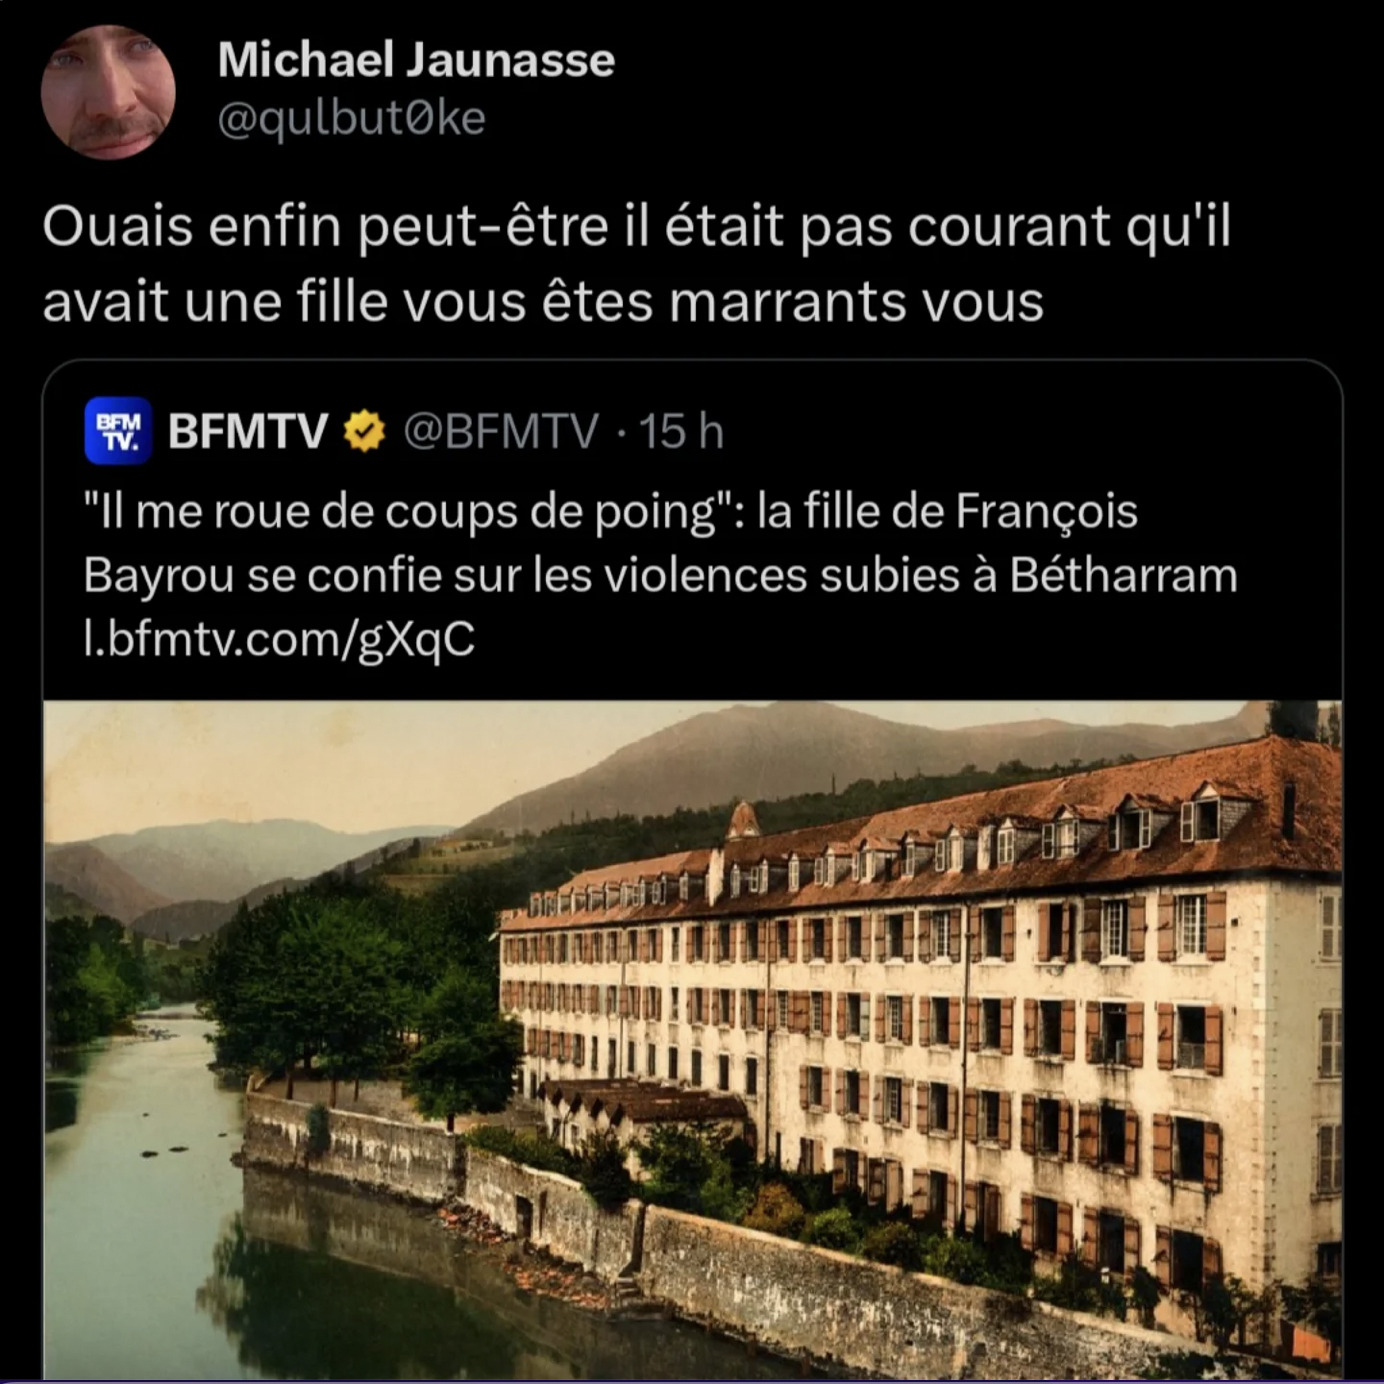 Michael Jaunasse
@qulbut0ke
Ouais enfin peut-être il était pas courant qu'il
avait une fille vous êtes marrants vous
BFM
TV.
BFMTV @BFMTV · 15 h
"Il me roue de coups de poing": la fille de François
Bayrou se confie sur les violences subies à Bétharram
l.bfmtv.com/gXqC